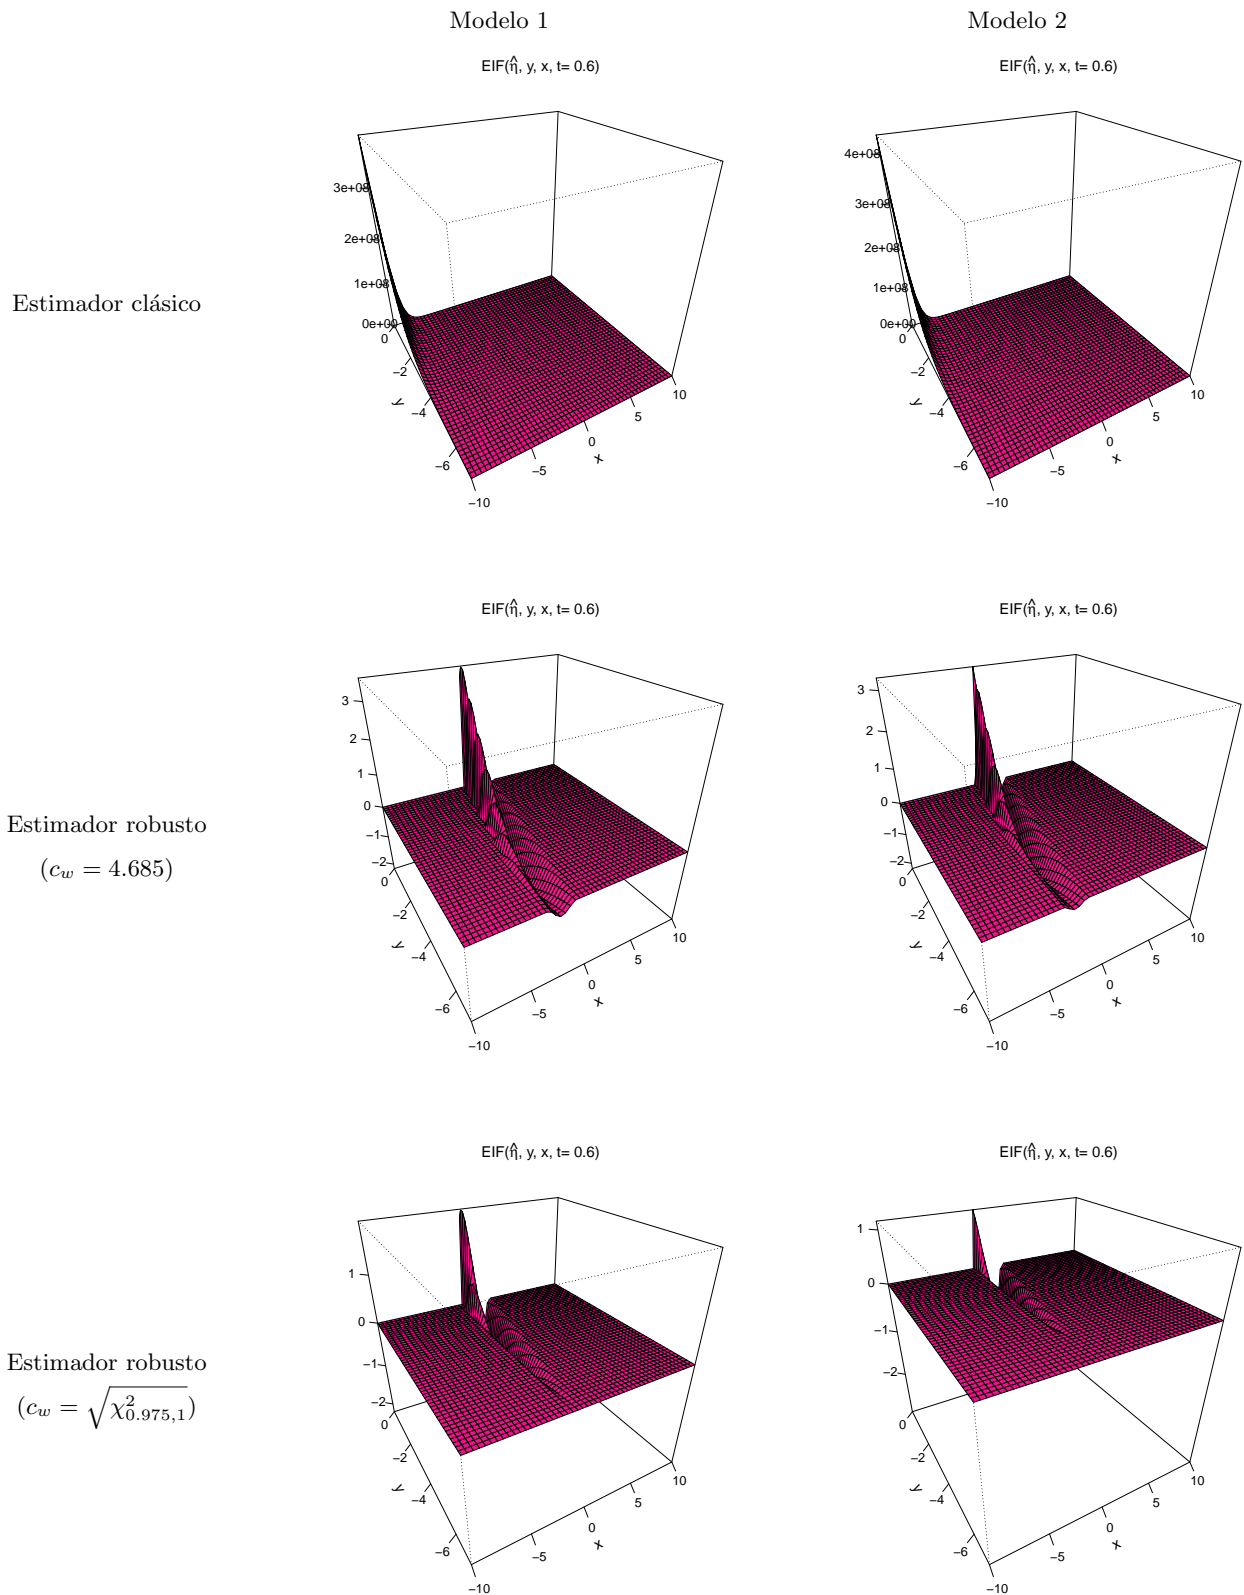 Modelo 1
Modelo 2
EIF(η̂, y, x, t= 0.6)
EIF(η̂, y, x, t= 0.6)
Estimador clásico
3e+08
2e+08
1e+08
0e+00
0
−2
−4
−6
y
−10
−5
0
5
10
x
4e+08
3e+08
2e+08
1e+08
0e+00
0
−2
−4
−6
y
−10
−5
0
5
10
x
EIF(η̂, y, x, t= 0.6)
EIF(η̂, y, x, t= 0.6)
Estimador robusto
(c_w = 4.685)
3
2
1
0
−1
−2
0
−2
−4
−6
y
−10
−5
0
5
10
x
3
2
1
0
−1
−2
0
−2
−4
−6
y
−10
−5
0
5
10
x
EIF(η̂, y, x, t= 0.6)
EIF(η̂, y, x, t= 0.6)
Estimador robusto
(c_w = √χ²_{0.975,1})
1
0
−1
−2
0
−2
−4
−6
y
−10
−5
0
5
10
x
1
0
−1
−2
0
−2
−4
−6
y
−10
−5
0
5
10
x